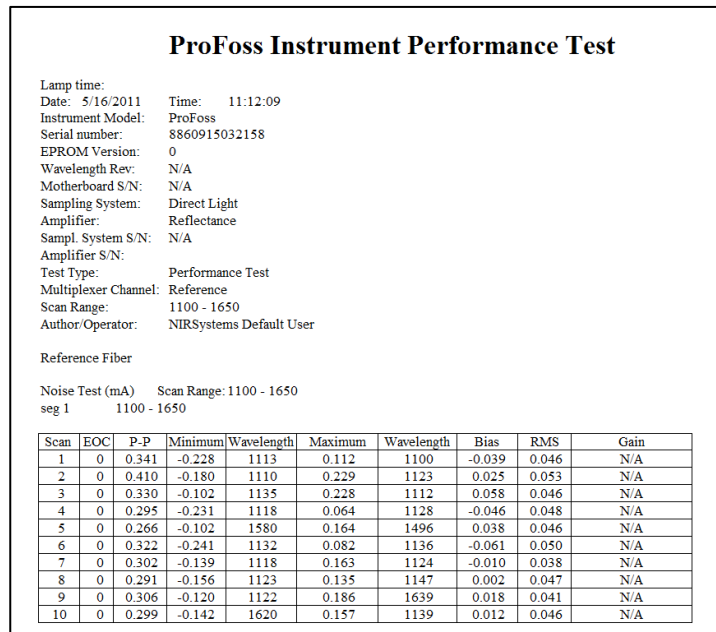 ProFoss Instrument Performance Test
Lamp time:
Date: 5/16/2011 Time: 11:12:09
Instrument Model: ProFoss
Serial number: 8860915032158
EPROM Version: 0
Wavelength Rev: N/A
Motherboard S/N: N/A
Sampling System: Direct Light
Amplifier: Reflectance
Sampl. System S/N: N/A
Amplifier S/N:
Test Type: Performance Test
Multiplexer Channel: Reference
Scan Range: 1100 - 1650
Author/Operator: NIRSystems Default User
Reference Fiber
Noise Test (mA) Scan Range: 1100 - 1650
seg 1 1100 - 1650
Scan EOC P-P Minimum Wavelength Maximum Wavelength Bias RMS Gain
1 0 0.341 -0.228 1113 0.112 1100 -0.039 0.046 N/A
2 0 0.410 -0.180 1110 0.229 1123 0.025 0.053 N/A
3 0 0.330 -0.102 1135 0.228 1112 0.058 0.046 N/A
4 0 0.295 -0.231 1118 0.064 1128 -0.046 0.048 N/A
5 0 0.266 -0.102 1580 0.164 1496 0.038 0.046 N/A
6 0 0.322 -0.241 1132 0.082 1136 -0.061 0.050 N/A
7 0 0.302 -0.139 1118 0.163 1124 -0.010 0.038 N/A
8 0 0.291 -0.156 1123 0.135 1147 0.002 0.047 N/A
9 0 0.306 -0.120 1122 0.186 1639 0.018 0.041 N/A
10 0 0.299 -0.142 1620 0.157 1139 0.012 0.046 N/A